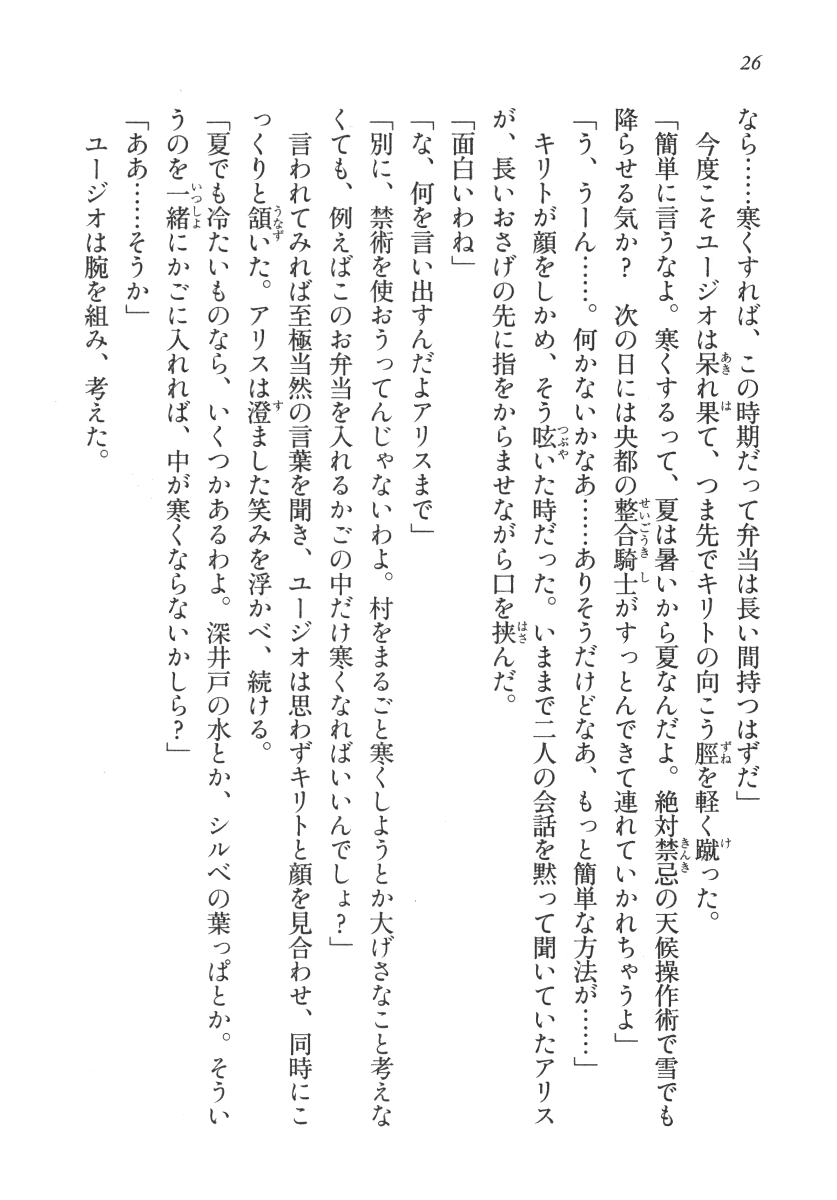 26
なら……寒くすれば、この時期だって弁当は長い間持つはずだ」
　今度こそユージオは呆れ果て、つま先でキリトの向こう脛を軽く蹴った。
「簡単に言うなよ。寒くするって、夏は暑いから夏なんだよ。絶対禁忌の天候操作術で雪でも
降らせる気か？　次の日には央都の整合騎士がすっとんできて連れていかれちゃうよ」
「う、うーん……。何かないかなあ……ありそうだけどなあ、もっと簡単な方法が……」
　キリトが顔をしかめ、そう呟いた時だった。いままで二人の会話を黙って聞いていたアリス
が、長いおさげの先に指をからませながら口を挟んだ。
「面白いわね」
「な、何を言い出すんだよアリスまで」
「別に、禁術を使おうってんじゃないわよ。村をまるごと寒くしようとか大げさなこと考えな
くても、例えばこのお弁当を入れるかごの中だけ寒くなればいいんでしょ？」
　言われてみれば至極当然の言葉を聞き、ユージオは思わずキリトと顔を見合わせ、同時にこ
っくりと頷いた。アリスは澄ました笑みを浮かべ、続ける。
「夏でも冷たいものなら、いくつかあるわよ。深井戸の水とか、シルベの葉っぱとか。そうい
うのを一緒にかごに入れれば、中が寒くならないかしら？」
「ああ……そうか」
　ユージオは腕を組み、考えた。